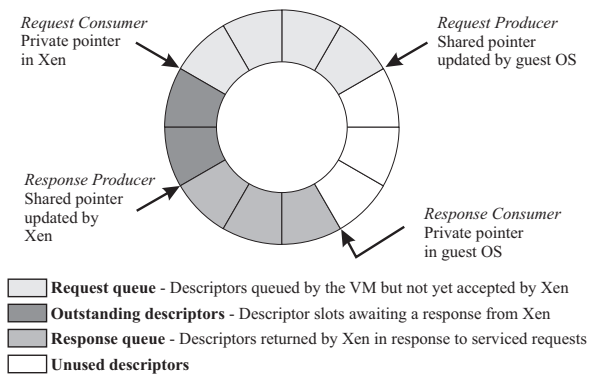 Request Consumer
Private pointer
in Xen
Request Producer
Shared pointer
updated by guest OS
Response Producer
Shared pointer
updated by
Xen
Response Consumer
Private pointer
in guest OS
Request queue - Descriptors queued by the VM but not yet accepted by Xen
Outstanding descriptors - Descriptor slots awaiting a response from Xen
Response queue - Descriptors returned by Xen in response to serviced requests
Unused descriptors